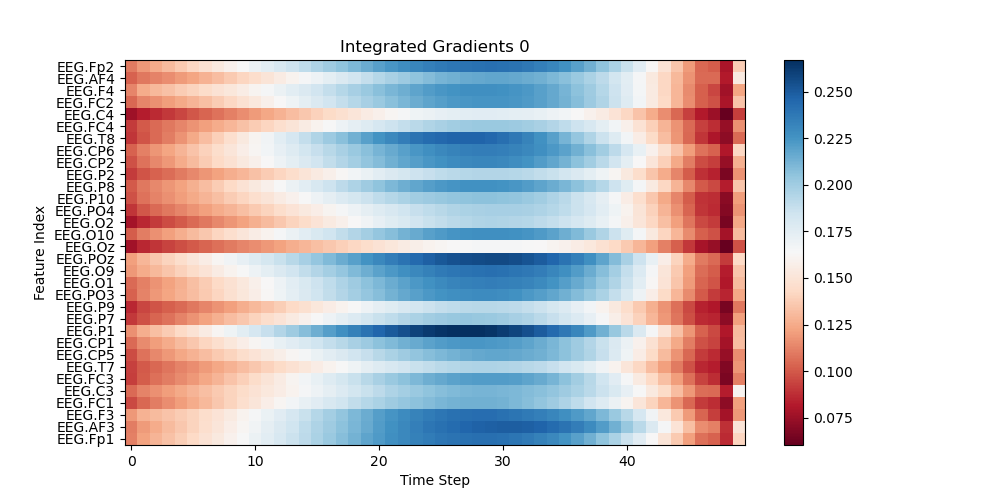 Integrated Gradients 0
Feature Index
EEG.Fp2
EEG.AF4
EEG.F4
EEG.FC2
EEG.C4
EEG.FC4
EEG.T8
EEG.CP6
EEG.CP2
EEG.P2
EEG.P8
EEG.P10
EEG.PO4
EEG.O2
EEG.O10
EEG.Oz
EEG.POz
EEG.O9
EEG.O1
EEG.PO3
EEG.P9
EEG.P7
EEG.P1
EEG.CP1
EEG.CP5
EEG.T7
EEG.FC3
EEG.C3
EEG.FC1
EEG.F3
EEG.AF3
EEG.Fp1
0 10 20 30 40
Time Step
0.250
0.225
0.200
0.175
0.150
0.125
0.100
0.075